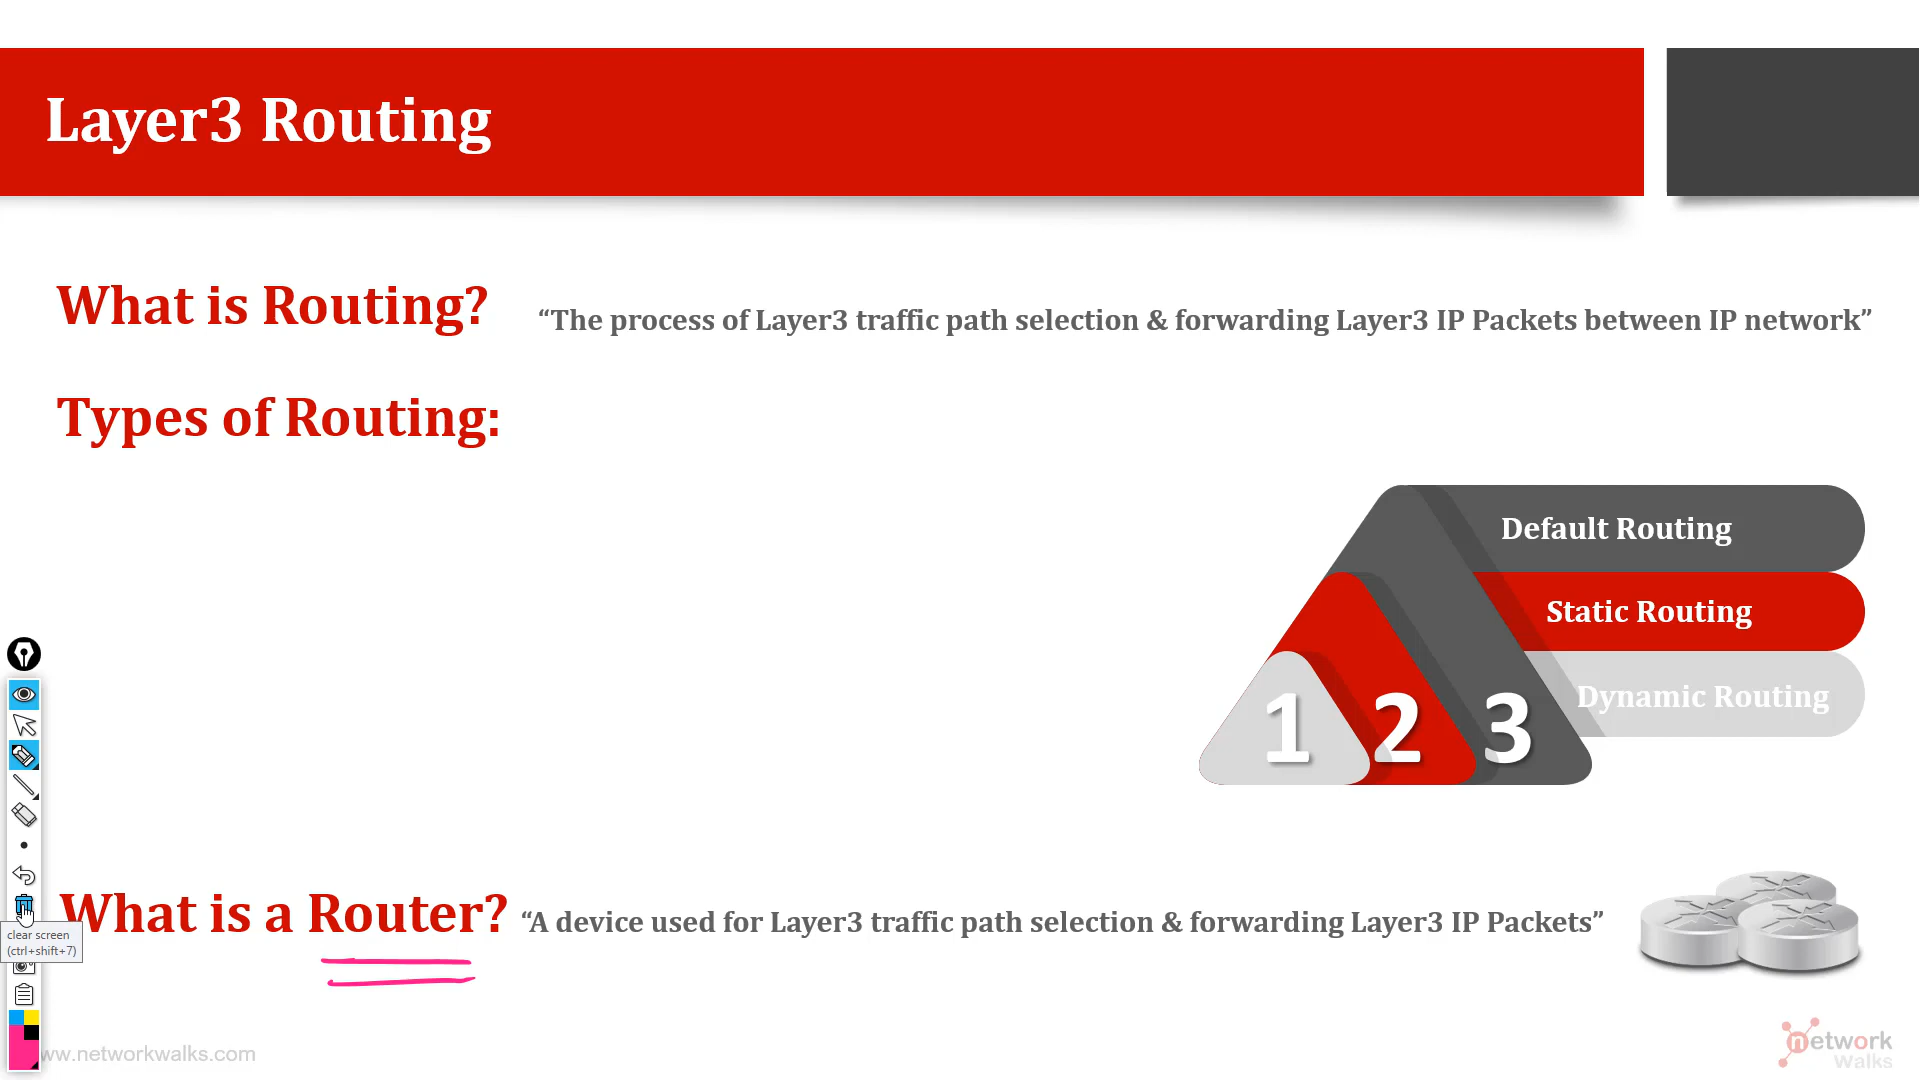 Layer3 Routing
What is Routing? “The process of Layer3 traffic path selection & forwarding Layer3 IP Packets between IP network”
Types of Routing:
Default Routing
Static Routing
Dynamic Routing
1 2 3
What is a Router? “A device used for Layer3 traffic path selection & forwarding Layer3 IP Packets”
clear screen
(ctrl+shift+7)
ww.networkwalks.com
network
Walks